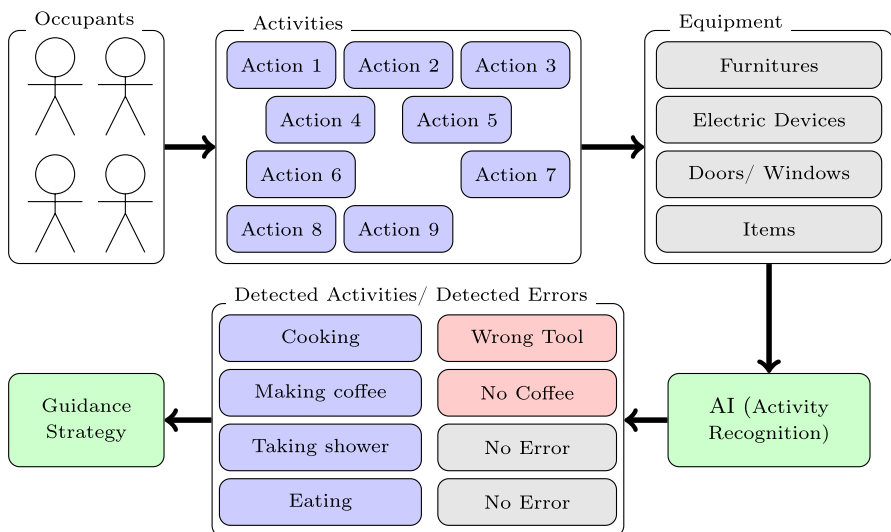 Occupants
Activities
Equipment
Action 1
Action 2
Action 3
Action 4
Action 5
Action 6
Action 7
Action 8
Action 9
Furnitures
Electric Devices
Doors/ Windows
Items
Detected Activities/ Detected Errors
Cooking
Wrong Tool
Making coffee
No Coffee
Taking shower
No Error
Eating
No Error
AI (Activity
Recognition)
Guidance
Strategy